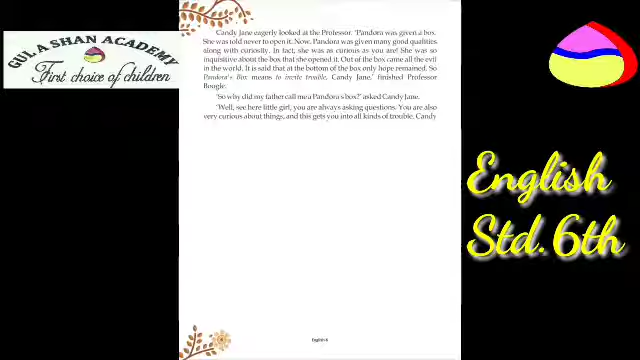 GULASHAN ACADEMY
First choice of children
Candy Jane eagerly looked at the Professor. 'Pandora was given a box.
She was told never to open it. Now, Pandora was given many good qualities
along with curiosity. In fact, she was as curious as you are! She was so
inquisitive about the box that she opened it. Out of the box came all the evil
in the world. It is said that at the bottom of the box only hope remained. So
Pandora's Box means to invite trouble, Candy Jane,' finished Professor
Boogie.
'So why did my father call me a Pandora's box?' asked Candy Jane.
'Well, see here little girl, you are always asking questions. You are also
very curious about things, and this gets you into all kinds of trouble. Candy
English-6
English
Std. 6th